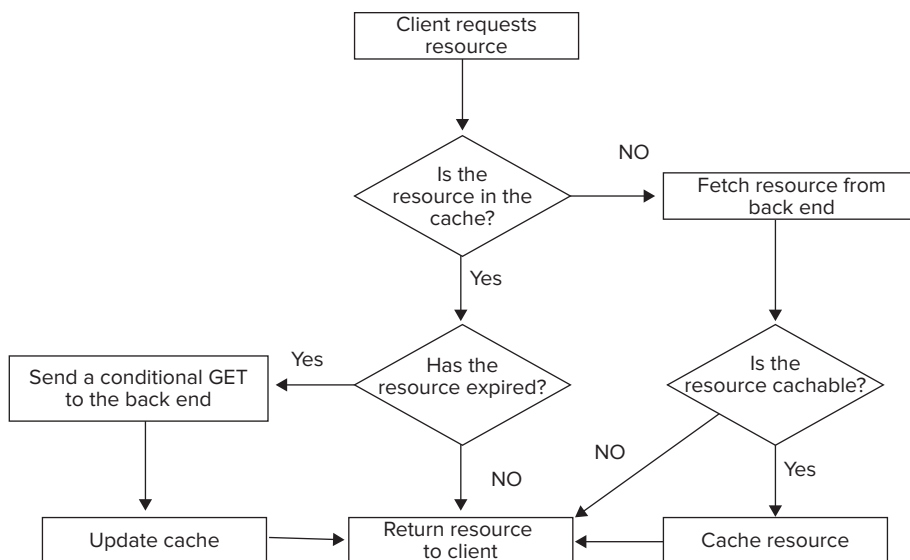 Client requests
resource
Is the
resource in the
cache?
NO
Fetch resource from
back end
Yes
Send a conditional GET
to the back end
Yes
Has the
resource expired?
Is the
resource cachable?
NO
NO
Yes
Update cache
Return resource
to client
Cache resource